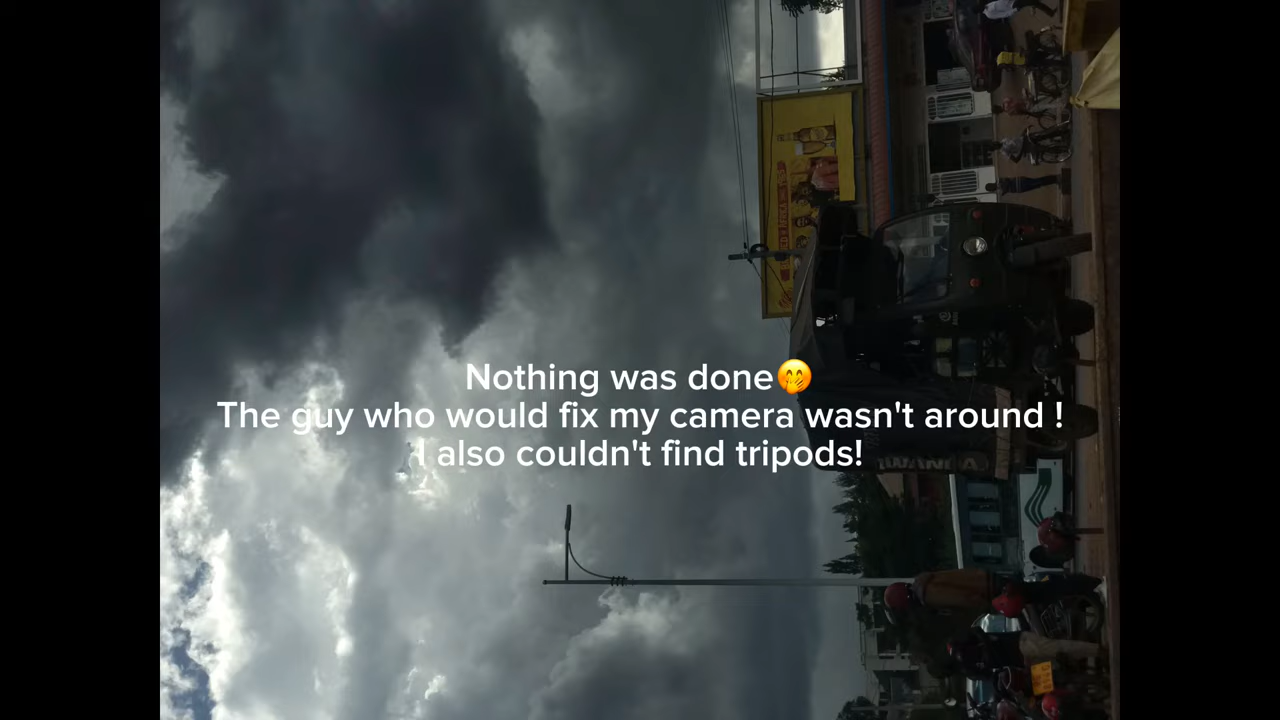 Nothing was done🤭
The guy who would fix my camera wasn't around !
I also couldn't find tripods!